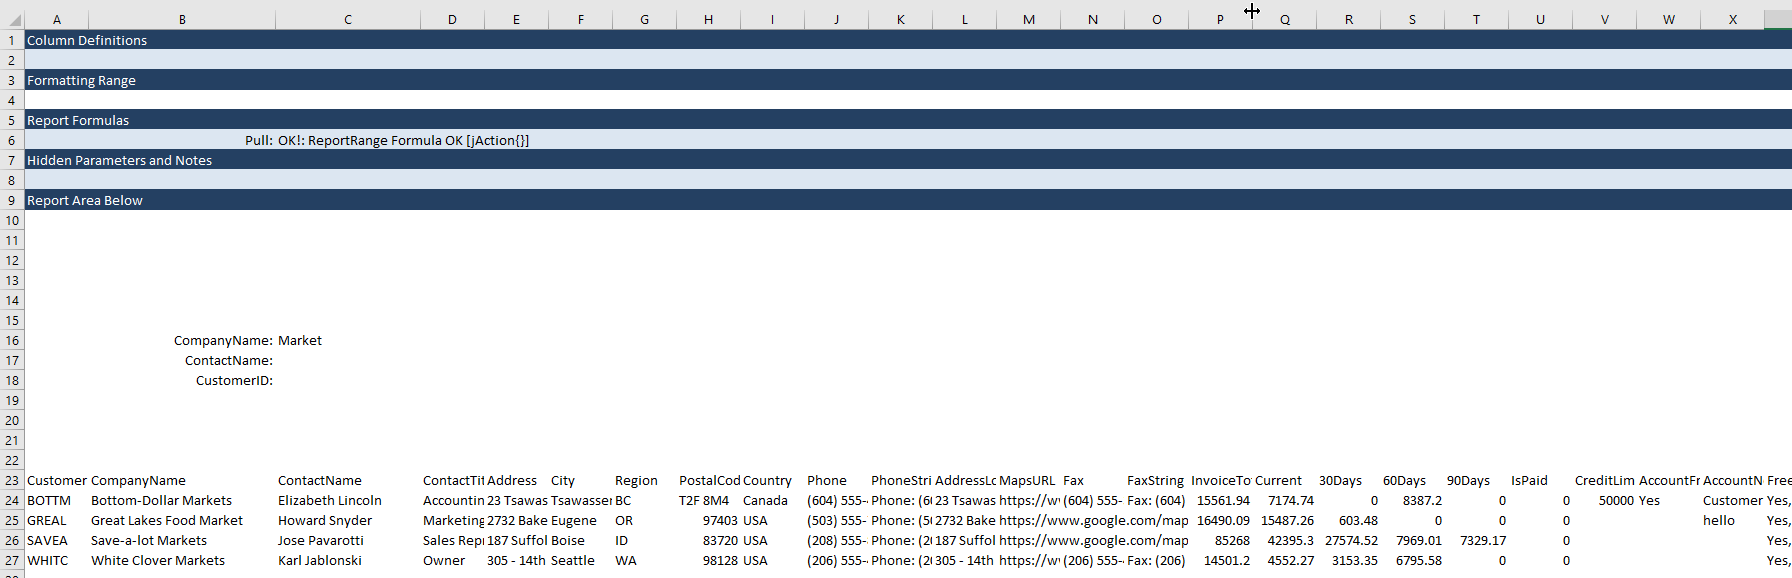 A B C D E F G H I J K L M N O P Q R S T U V W X
1 Column Definitions
2
3 Formatting Range
4
5 Report Formulas
6 Pull: OK!: ReportRange Formula OK [jAction{}]
7 Hidden Parameters and Notes
8
9 Report Area Below
10
11
12
13
14
15
16 CompanyName: Market
17 ContactName:
18 CustomerID:
19
20
21
22
23 Customer CompanyName ContactName ContactTit Address City Region PostalCod Country Phone PhoneStri AddressLo MapsURL Fax FaxString InvoiceTo Current 30Days 60Days 90Days IsPaid CreditLim AccountFr AccountN Free
24 BOTTM Bottom-Dollar Markets Elizabeth Lincoln Accountin 23 Tsawas Tsawasser BC T2F 8M4 Canada (604) 555- Phone: (60 23 Tsawas https://w (604) 555- Fax: (604) 15561.94 7174.74 0 8387.2 0 0 50000 Yes Customer Yes,
25 GREAL Great Lakes Food Market Howard Snyder Marketing 2732 Bake Eugene OR 97403 USA (503) 555- Phone: (50 2732 Bake https://www.google.com/map 16490.09 15487.26 603.48 0 0 0 hello Yes,
26 SAVEA Save-a-lot Markets Jose Pavarotti Sales Repr 187 Suffol Boise ID 83720 USA (208) 555- Phone: (20 187 Suffol https://www.google.com/map 85268 42395.3 27574.52 7969.01 7329.17 0 Yes,
27 WHITC White Clover Markets Karl Jablonski Owner 305 - 14th Seattle WA 98128 USA (206) 555- Phone: (20 305 - 14th https://w (206) 555- Fax: (206) 14501.2 4552.27 3153.35 6795.58 0 0 Yes,